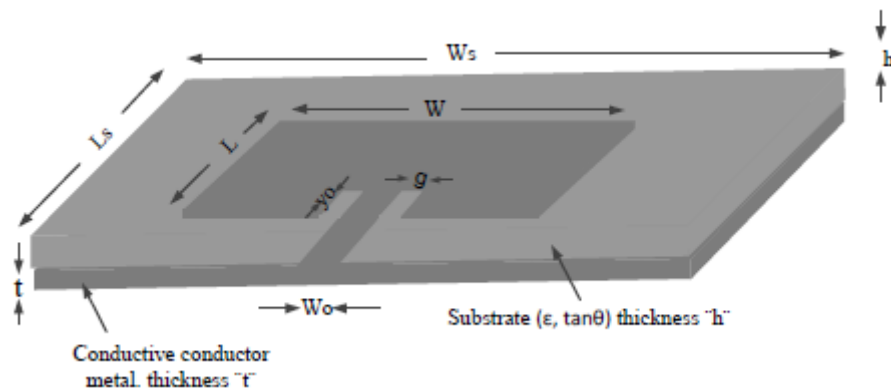 Ws
h
W
Ls
L
g
yo
t
Wo
Substrate (ε, tanθ) thickness ¨h¨
Conductive conductor
metal. thickness ¨t¨